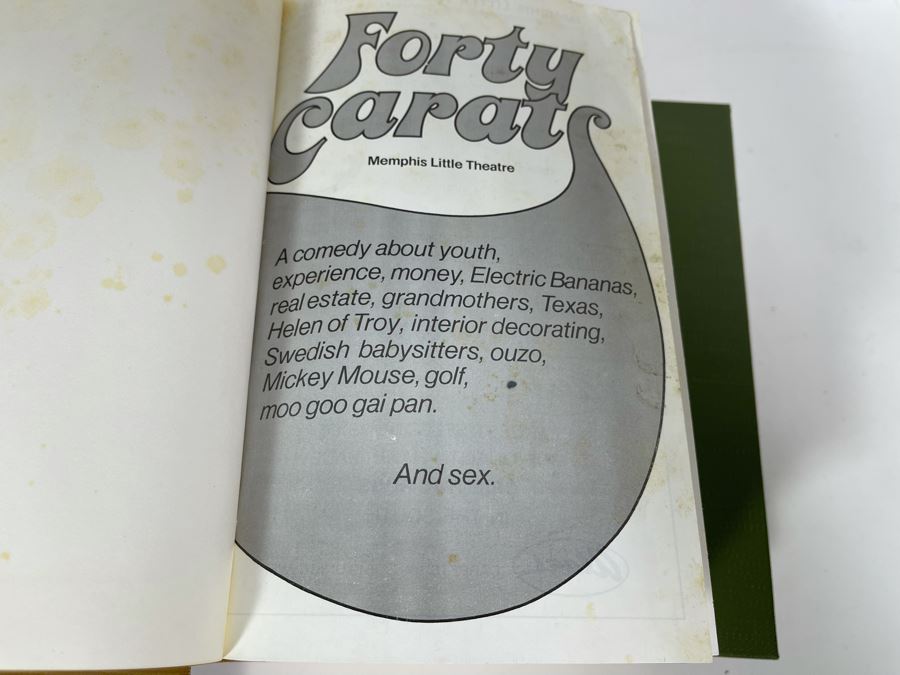 Forty
Carats
Memphis Little Theatre
A comedy about youth,
experience, money, Electric Bananas,
real estate, grandmothers, Texas,
Helen of Troy, interior decorating,
Swedish babysitters, ouzo,
Mickey Mouse, golf,
moo goo gai pan.
And sex.